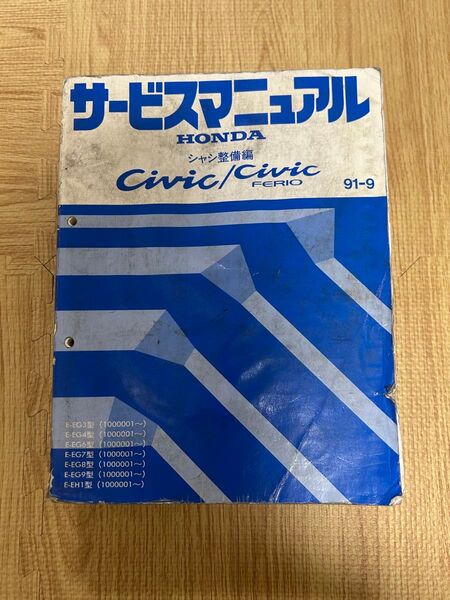 サービスマニュアル
HONDA
シャシ整備編
Civic/Civic
FERIO
91-9
E-EG3型 (1000001〜)
E-EG4型 (1000001〜)
E-EG6型 (1000001〜)
E-EG7型 (1000001〜)
E-EG8型 (1000001〜)
E-EG9型 (1000001〜)
E-EH1型 (1000001〜)